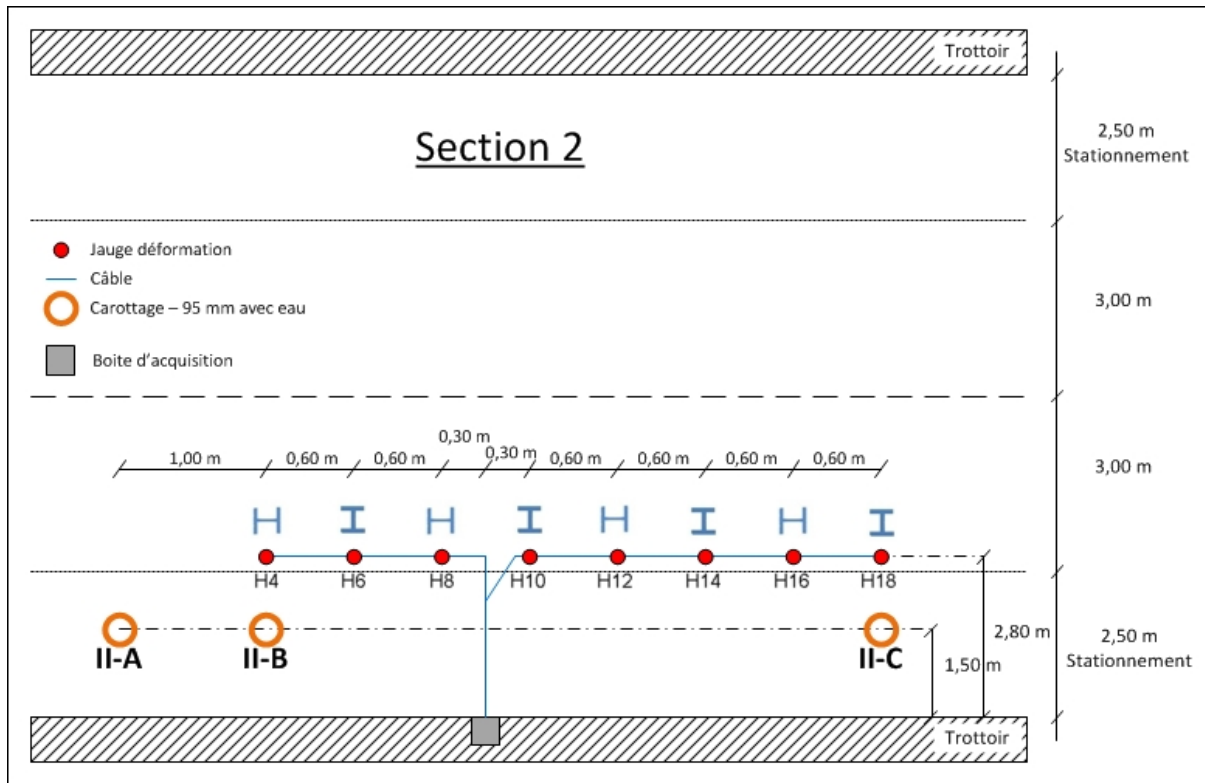 Trottoir
2,50 m
Stationnement
Section 2
Jauge déformation
Câble
Carottage – 95 mm avec eau
Boite d'acquisition
3,00 m
0,30 m
1,00 m
0,60 m
0,60 m
0,30 m
0,60 m
0,60 m
0,60 m
0,60 m
3,00 m
H4
H6
H8
H10
H12
H14
H16
H18
II-A
II-B
II-C
2,80 m
1,50 m
2,50 m
Stationnement
Trottoir